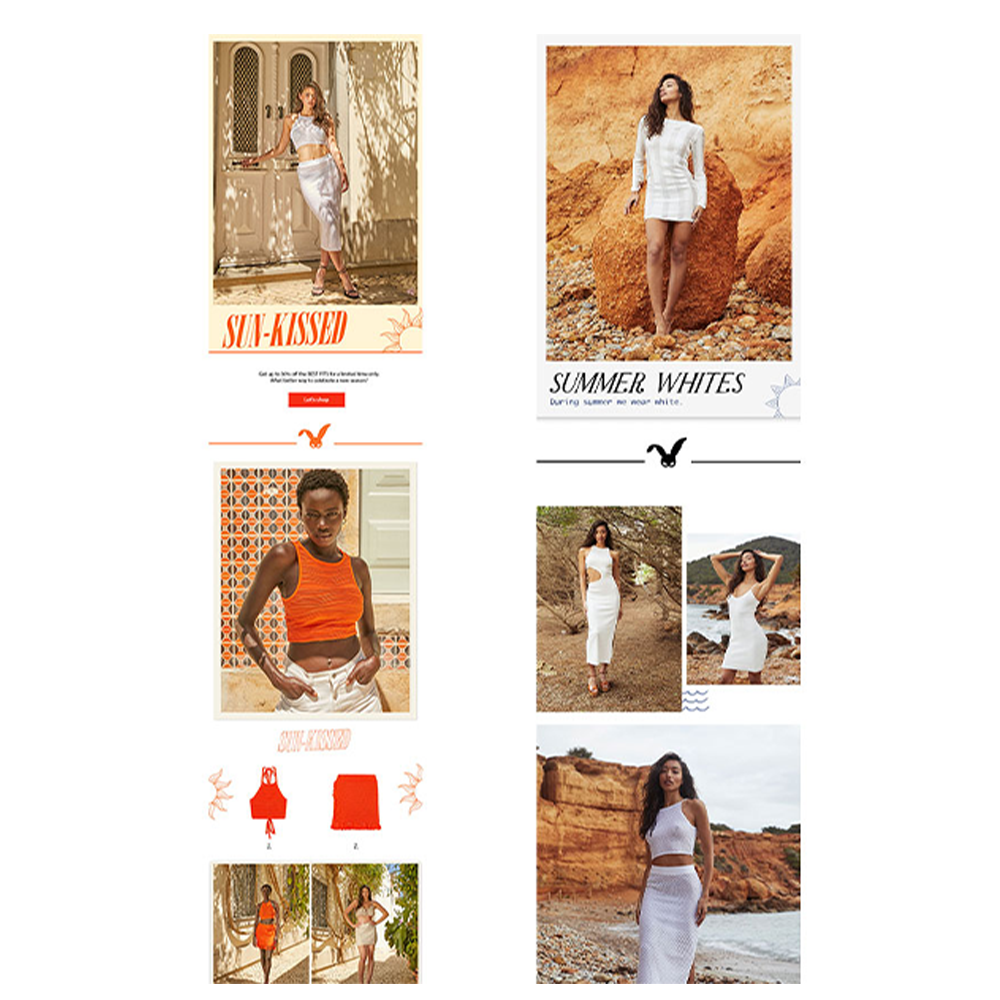 SUN-KISSED
Get up to 50% off the BEST FITS for a limited time only.
What better way to celebrate a new season?
Let's shop
SUN-KISSED
1.
2.
SUMMER WHITES
During summer we wear white.